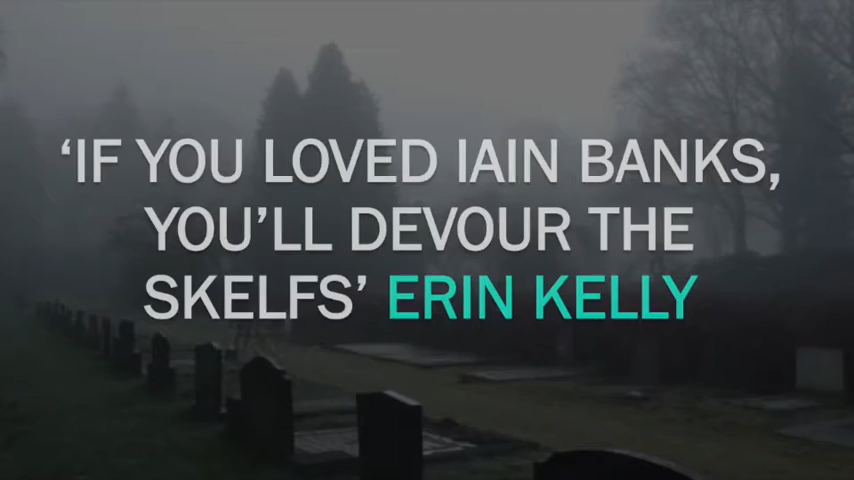 ‘IF YOU LOVED IAIN BANKS,
YOU’LL DEVOUR THE
SKELFS’ ERIN KELLY